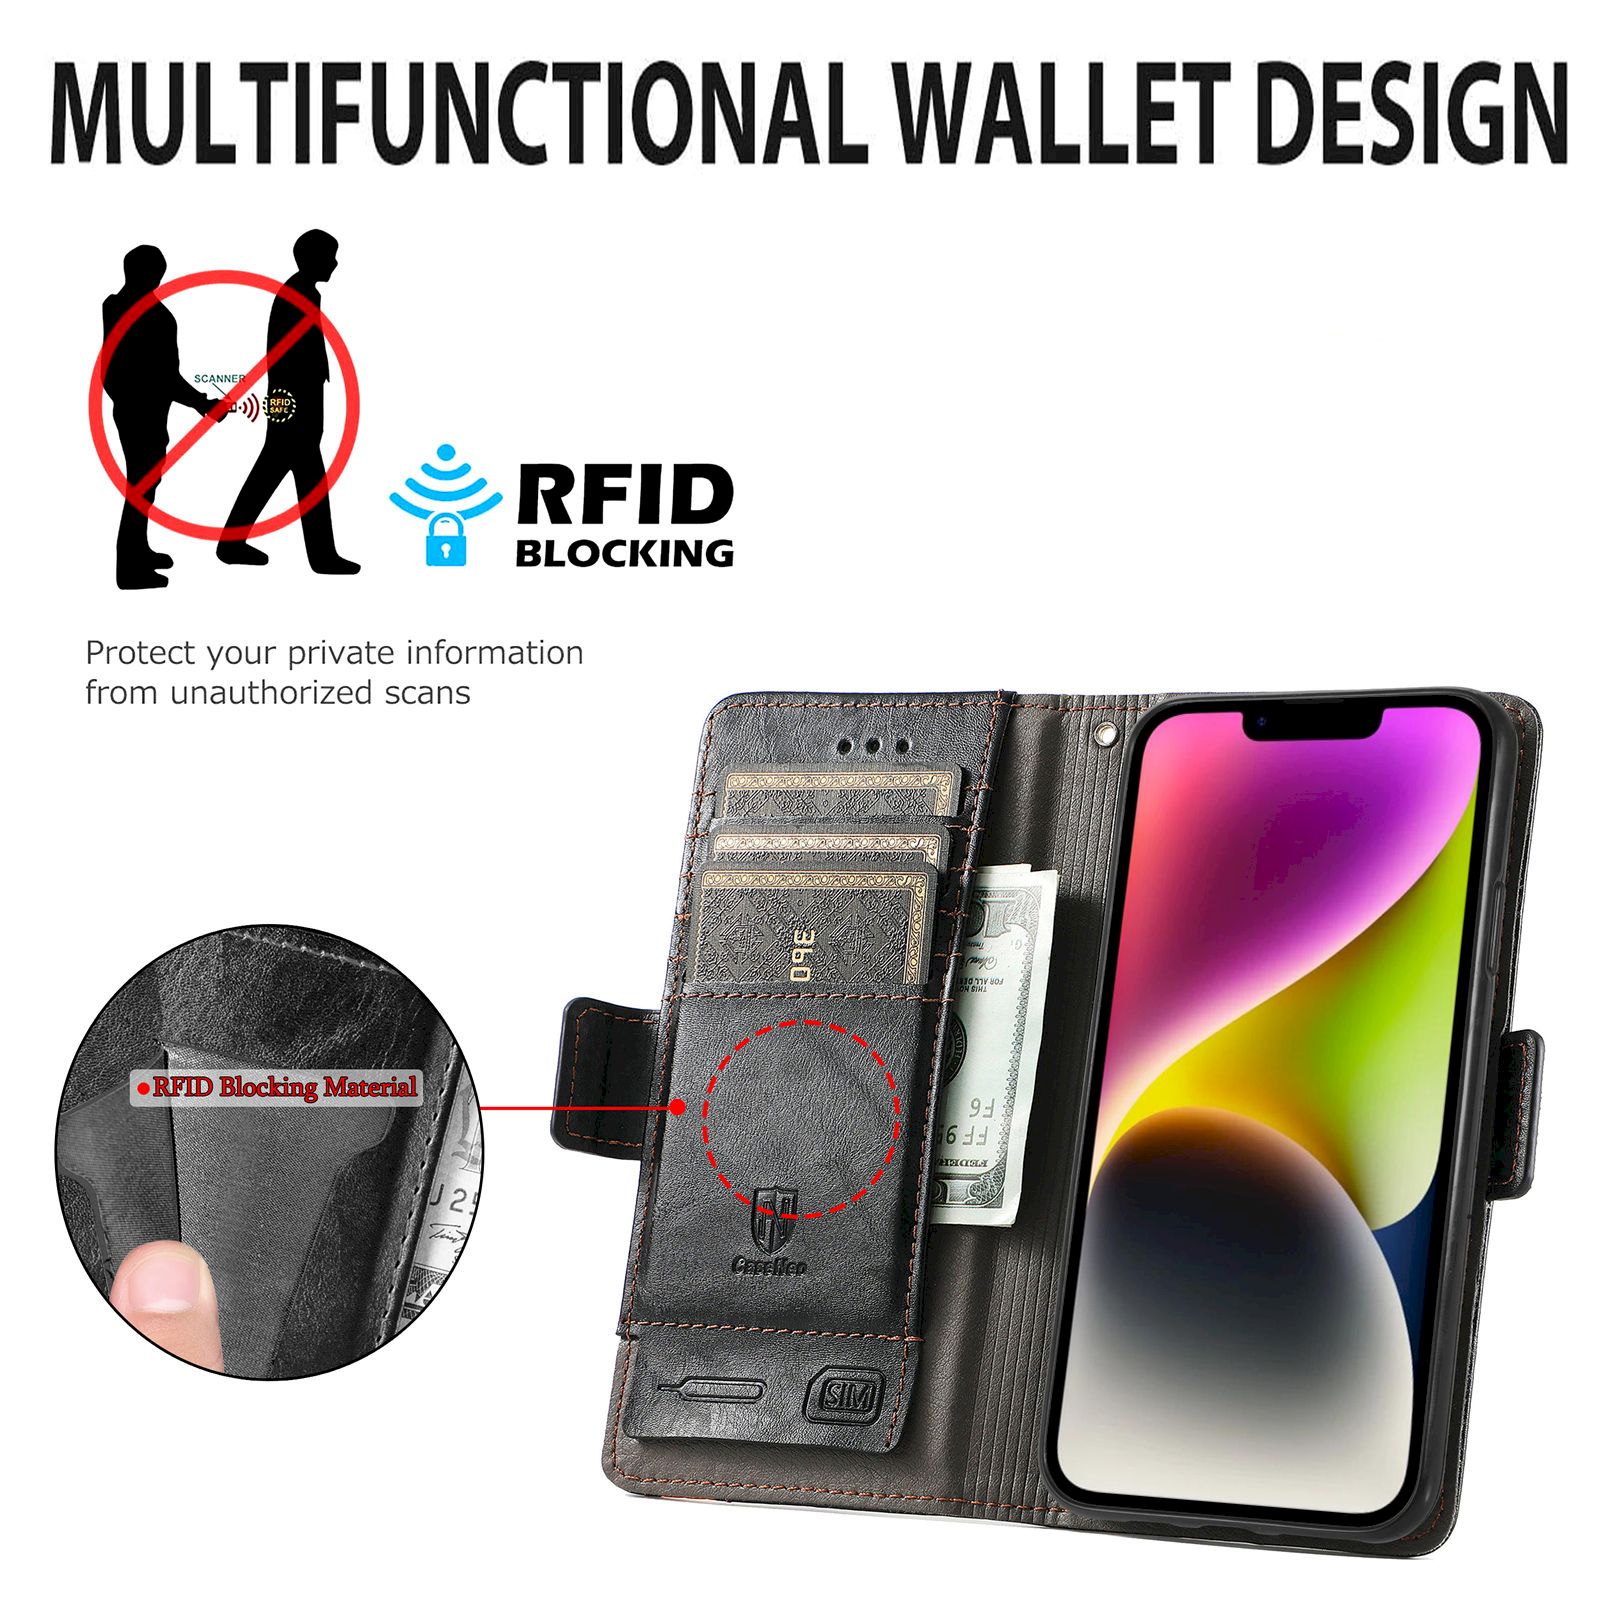 MULTIFUNCTIONAL WALLET DESIGN
SCANNER
RFID
SAFE
RFID
BLOCKING
Protect your private information
from unauthorized scans
•RFID Blocking Material
CaseNeo
SIM